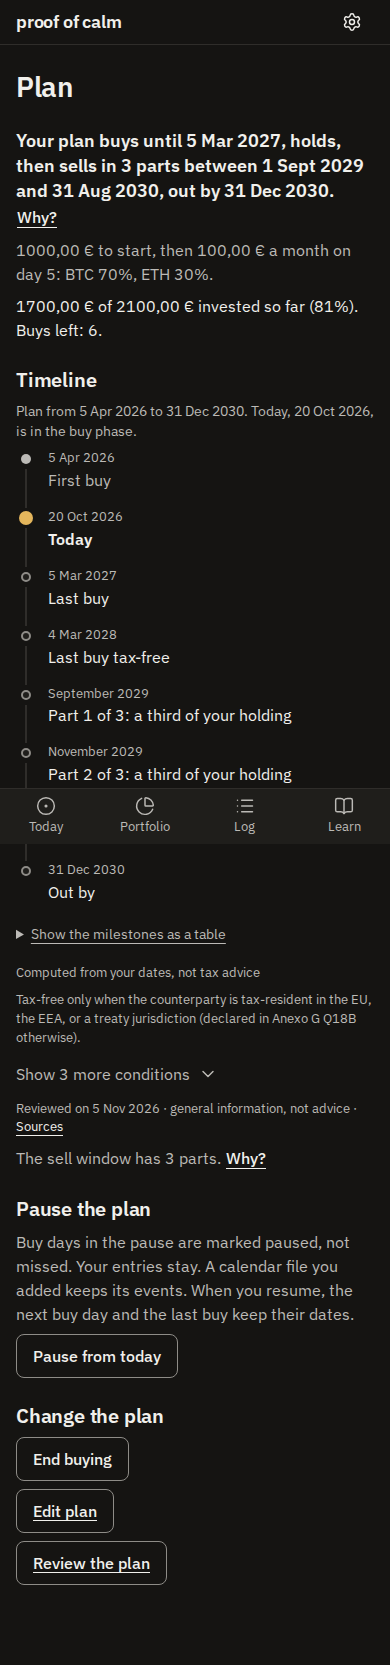 proof of calm
Plan
Your plan buys until 5 Mar 2027, holds,
then sells in 3 parts between 1 Sept 2029
and 31 Aug 2030, out by 31 Dec 2030.
Why?
1000,00 € to start, then 100,00 € a month on
day 5: BTC 70%, ETH 30%.
1700,00 € of 2100,00 € invested so far (81%).
Buys left: 6.
Timeline
Plan from 5 Apr 2026 to 31 Dec 2030. Today, 20 Oct 2026,
is in the buy phase.
5 Apr 2026
First buy
20 Oct 2026
Today
5 Mar 2027
Last buy
4 Mar 2028
Last buy tax-free
September 2029
Part 1 of 3: a third of your holding
November 2029
Part 2 of 3: a third of your holding
Today Portfolio Log Learn
31 Dec 2030
Out by
Show the milestones as a table
Computed from your dates, not tax advice
Tax-free only when the counterparty is tax-resident in the EU,
the EEA, or a treaty jurisdiction (declared in Anexo G Q18B
otherwise).
Show 3 more conditions
Reviewed on 5 Nov 2026 · general information, not advice ·
Sources
The sell window has 3 parts. Why?
Pause the plan
Buy days in the pause are marked paused, not
missed. Your entries stay. A calendar file you
added keeps its events. When you resume, the
next buy day and the last buy keep their dates.
Pause from today
Change the plan
End buying
Edit plan
Review the plan